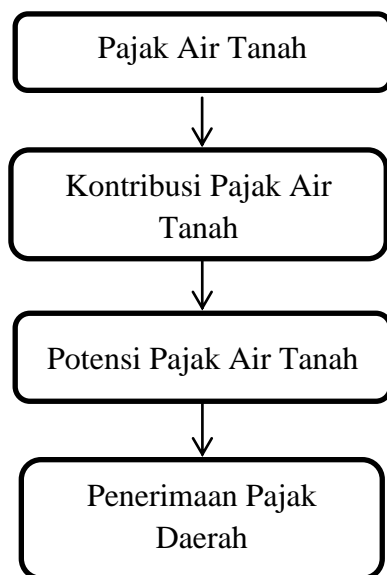 Pajak Air Tanah
Kontribusi Pajak Air
Tanah
Potensi Pajak Air Tanah
Penerimaan Pajak
Daerah